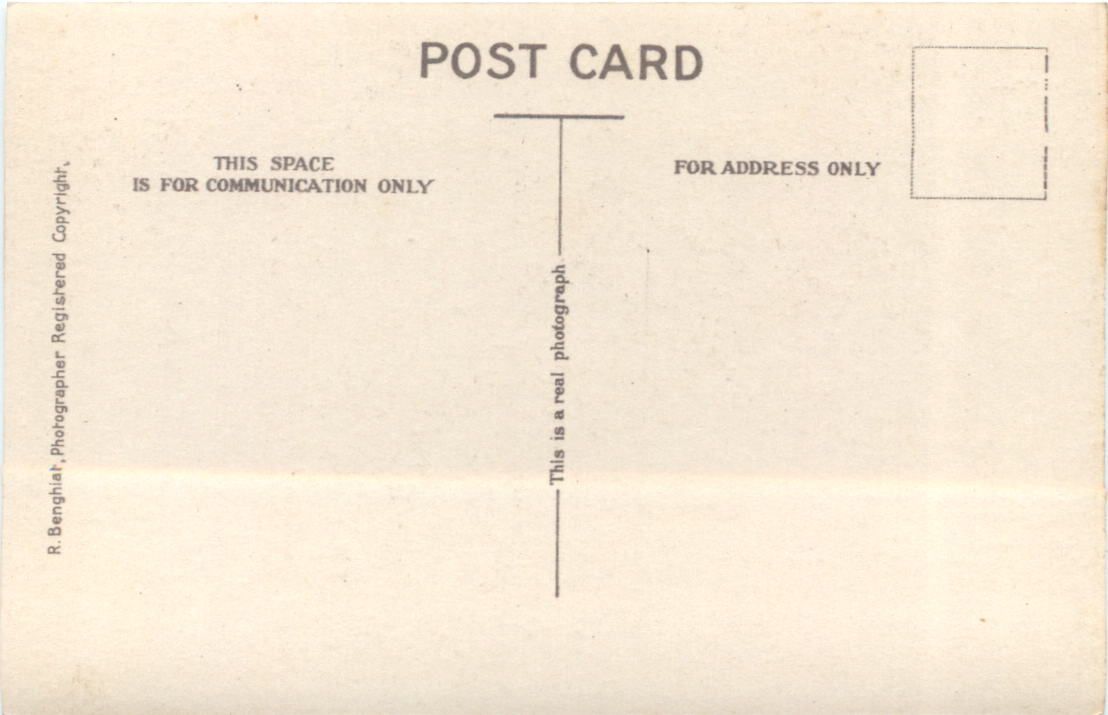 POST CARD
THIS SPACE
IS FOR COMMUNICATION ONLY
FOR ADDRESS ONLY
R. Benghiat, Photographer Registered Copyright,
This is a real photograph